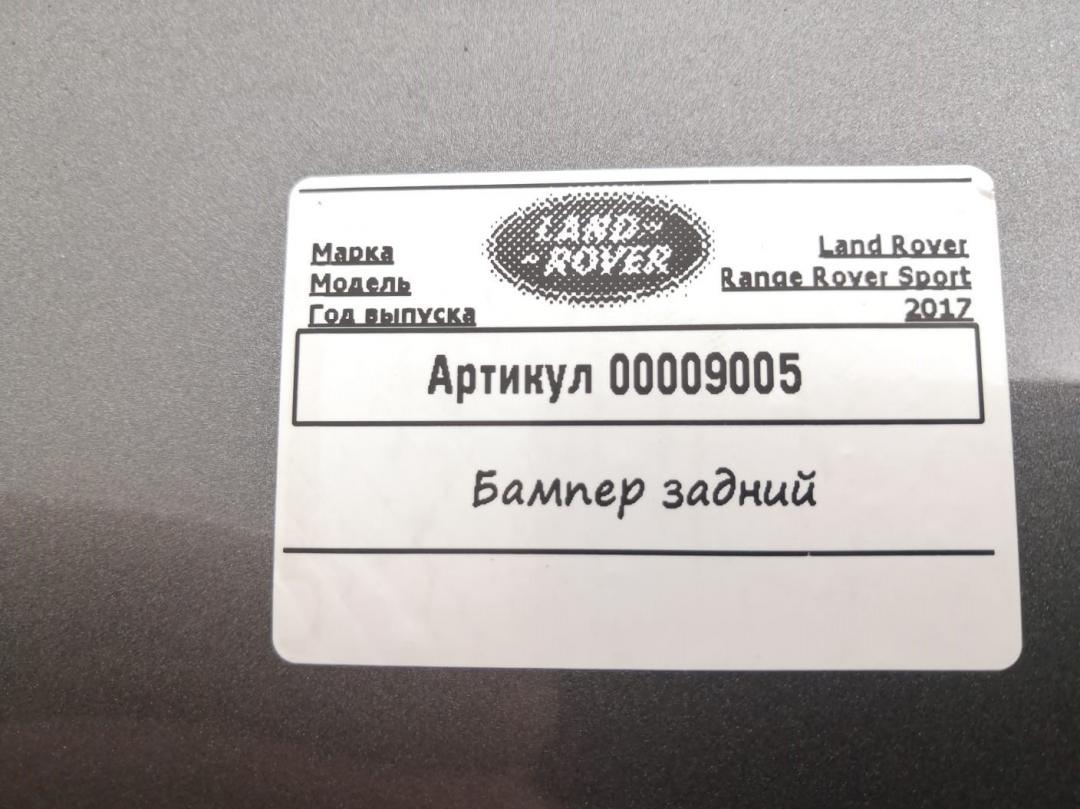 LAND-
-ROVER
Марка Land Rover
Модель Range Rover Sport
Год выпуска 2017
Артикул 00009005
Бампер задний